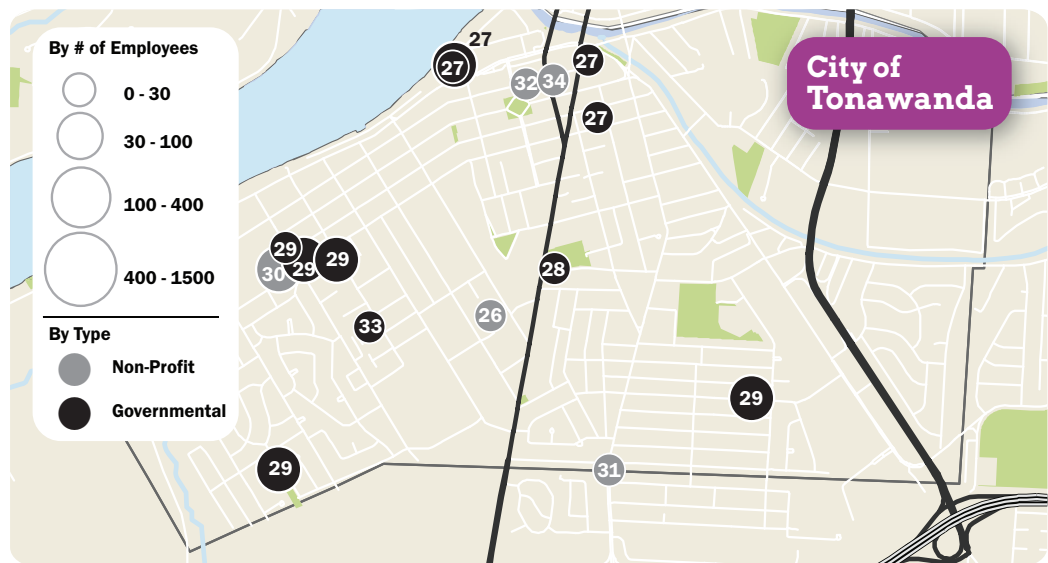 By # of Employees
0 - 30
30 - 100
100 - 400
400 - 1500
By Type
Non-Profit
Governmental
City of
Tonawanda
27
27
27
32
34
27
29
30
29
29
28
26
33
29
29
31